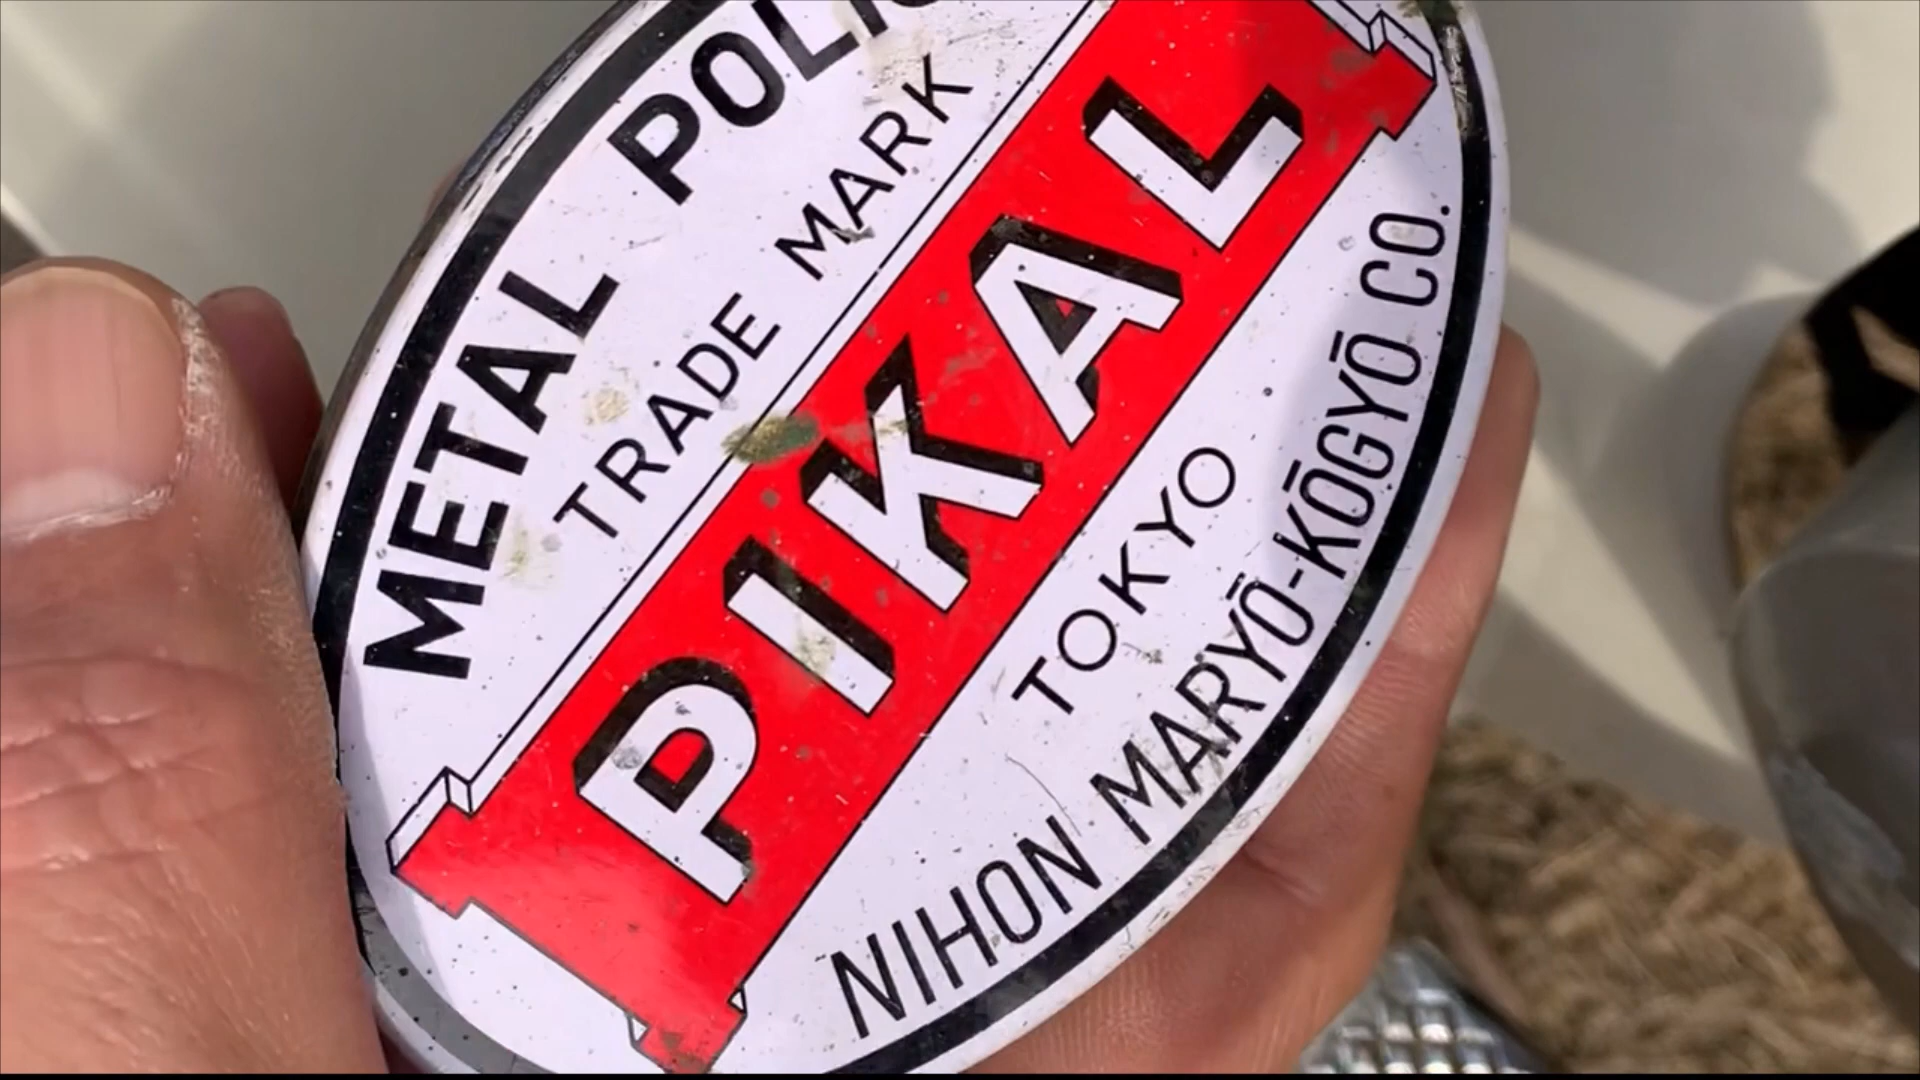 METAL POLI
TRADE MARK
PIKAL
TOKYO
NIHON MARYŌ-KŌGYŌ CO.